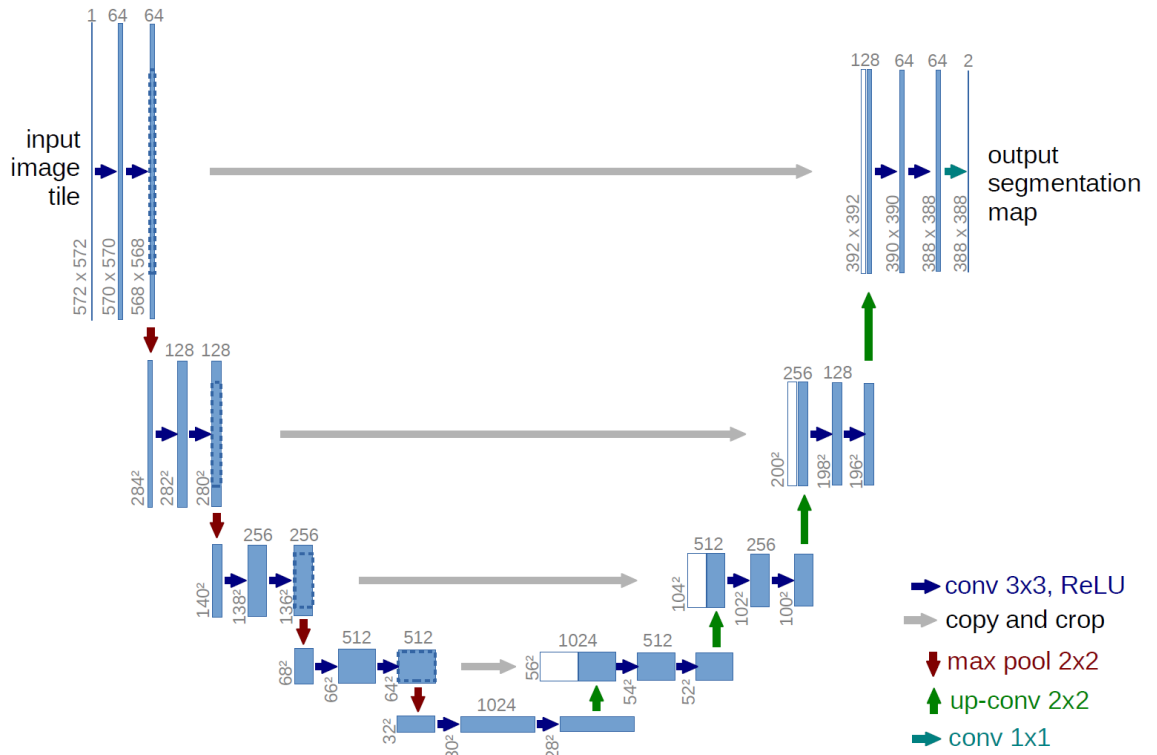 1 64 64
128 64 64 2
input
image
tile
output
segmentation
map
572 x 572
570 x 570
568 x 568
392 x 392
390 x 390
388 x 388
388 x 388
128 128
256 128
284²
282²
280²
200²
198²
196²
256 256
512 256
140²
138²
136²
104²
102²
100²
512 512
1024 512
68²
66²
64²
56²
54²
52²
1024
32²
30²
28²
conv 3x3, ReLU
copy and crop
max pool 2x2
up-conv 2x2
conv 1x1